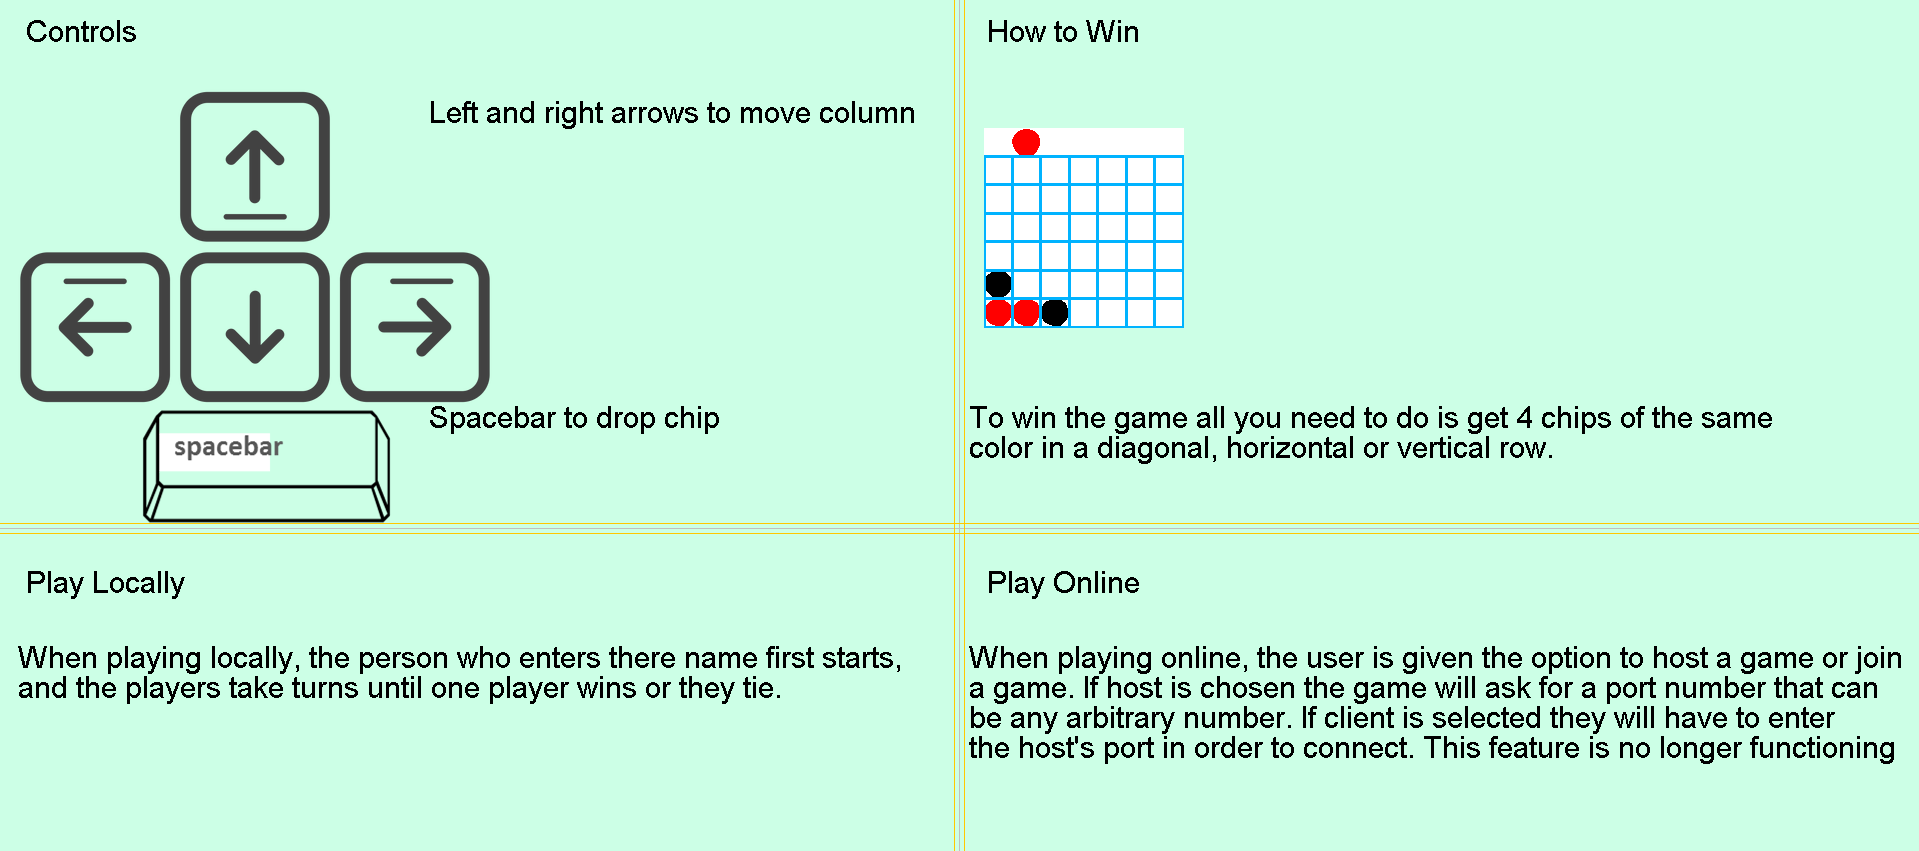 Controls
Left and right arrows to move column
Spacebar to drop chip
spacebar
How to Win
To win the game all you need to do is get 4 chips of the same
color in a diagonal, horizontal or vertical row.
Play Locally
When playing locally, the person who enters there name first starts,
and the players take turns until one player wins or they tie.
Play Online
When playing online, the user is given the option to host a game or join
a game. If host is chosen the game will ask for a port number that can
be any arbitrary number. If client is selected they will have to enter
the host's port in order to connect. This feature is no longer functioning